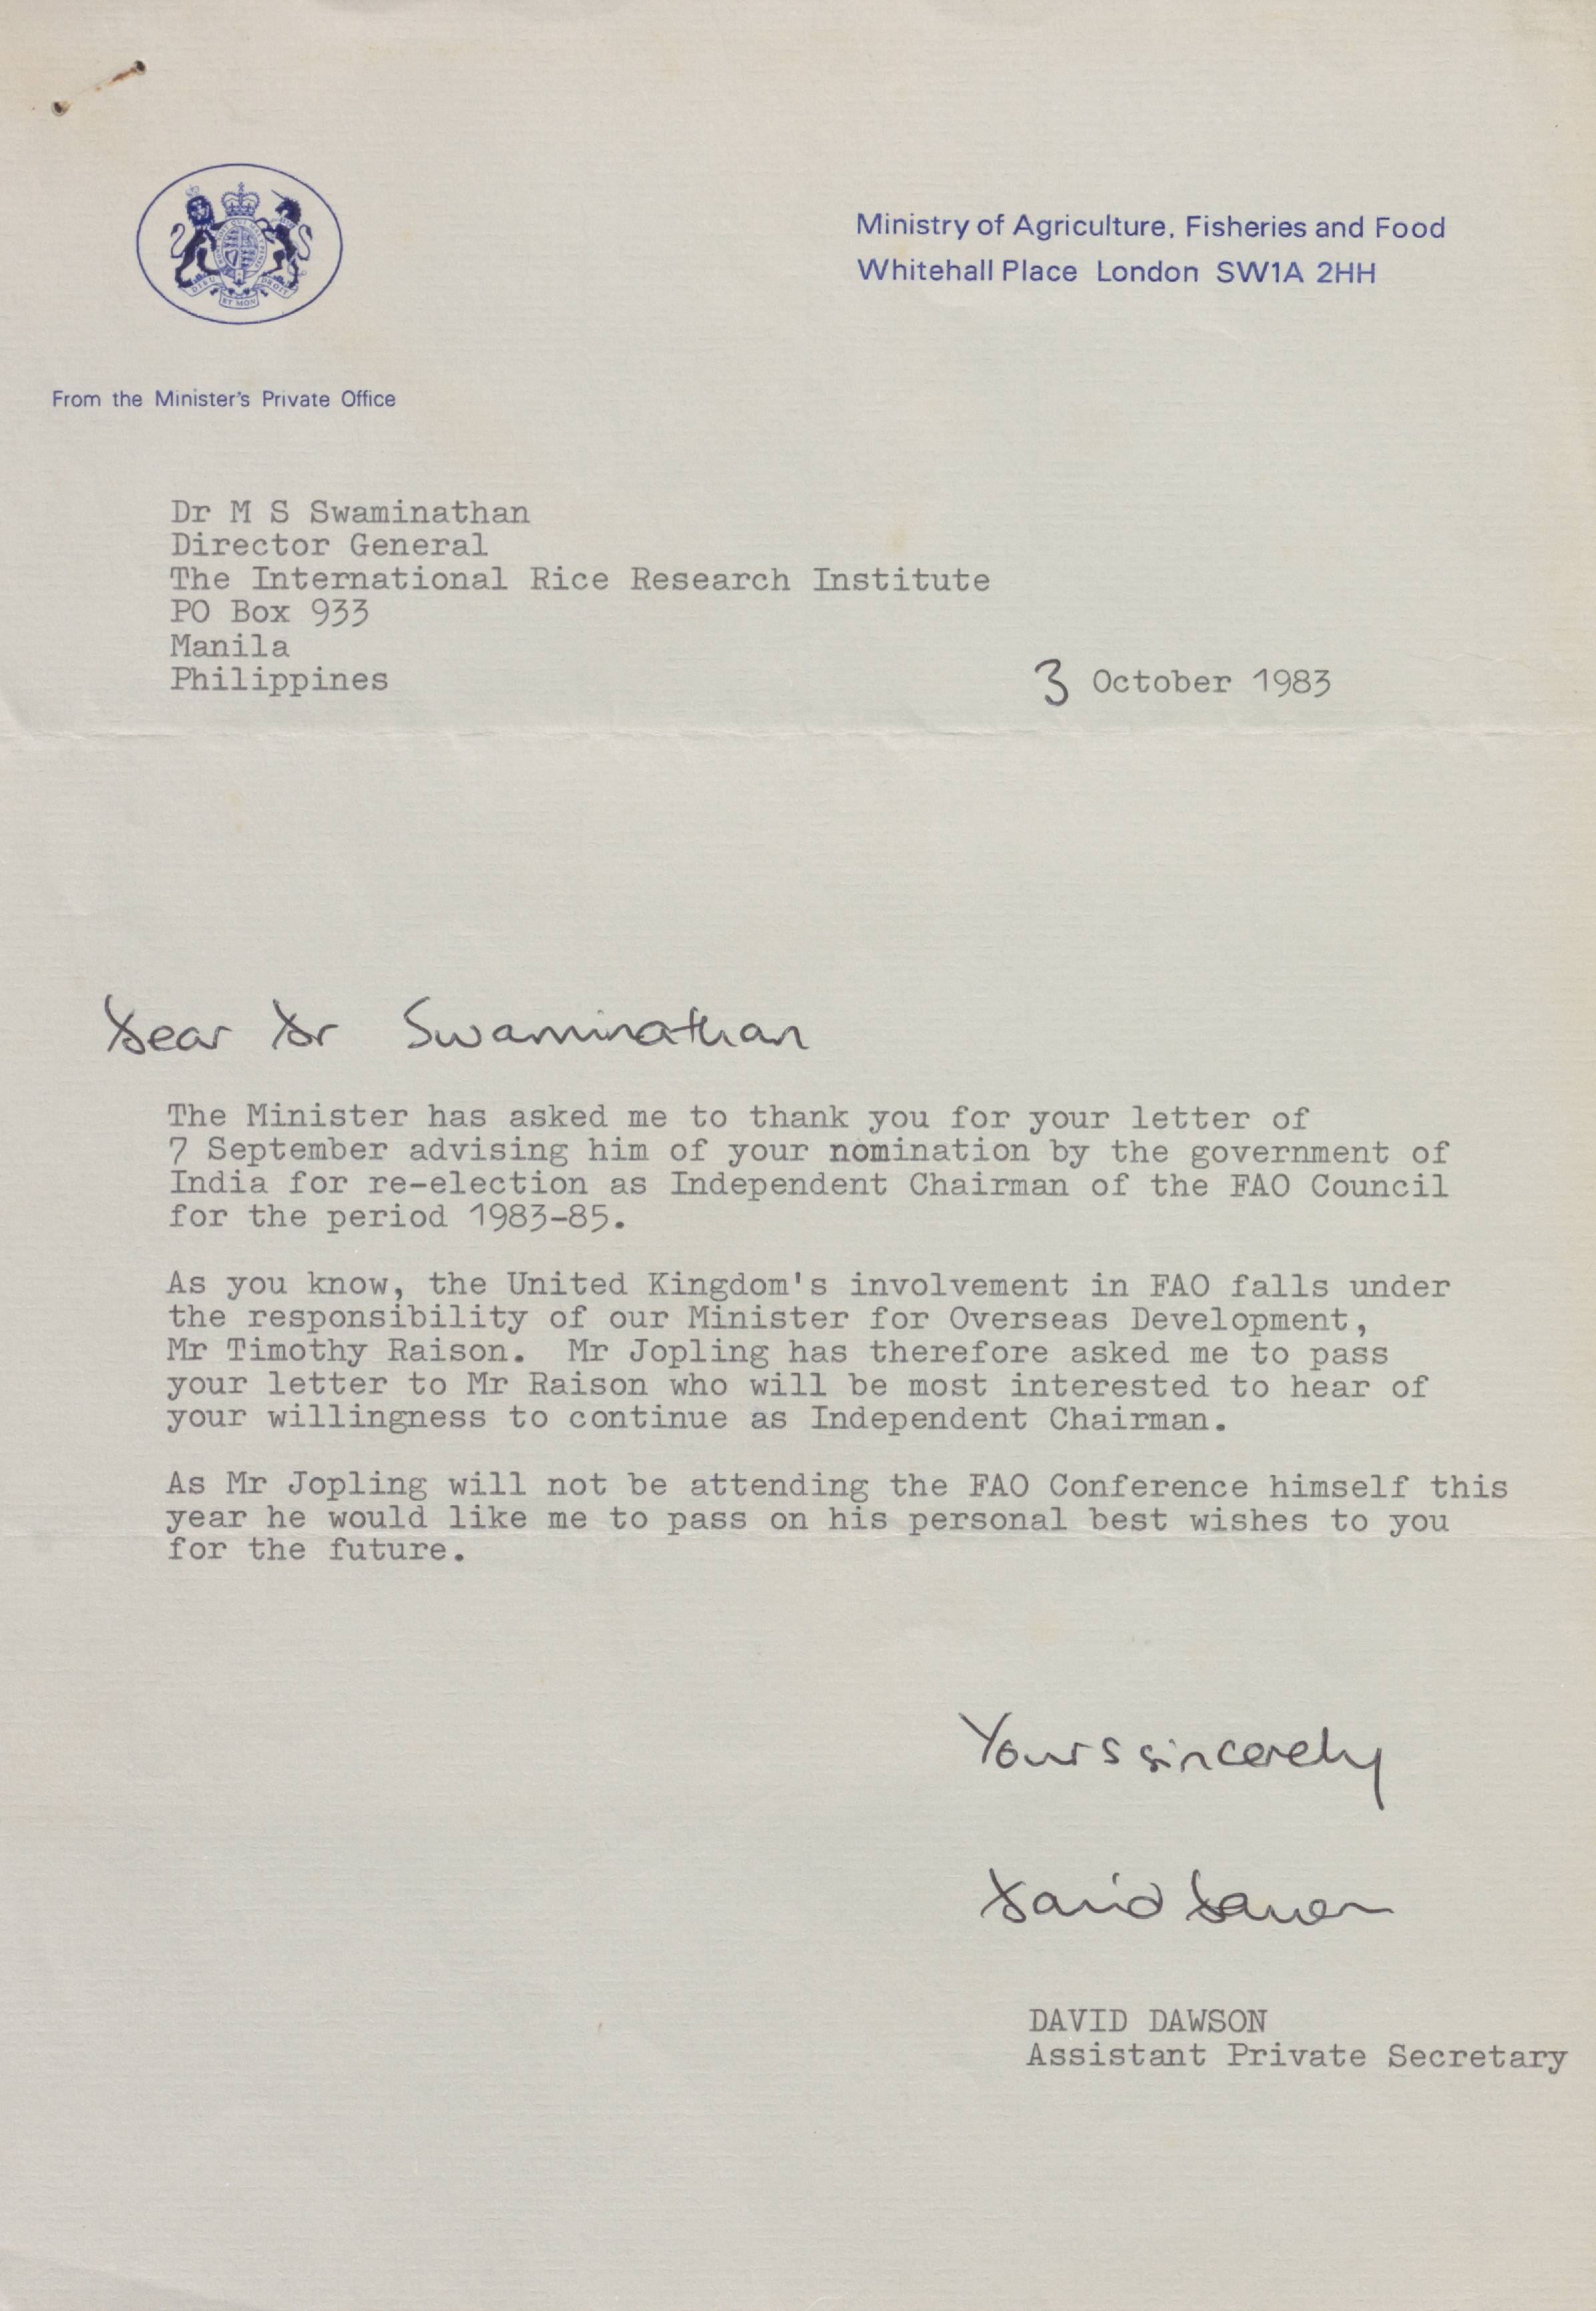 Ministry of Agriculture, Fisheries and Food
Whitehall Place London SW1A 2HH
DIEU ET MON DROIT
From the Minister's Private Office
Dr M S Swaminathan
Director General
The International Rice Research Institute
PO Box 933
Manila
Philippines
3 October 1983
Dear Dr Swaminathan
The Minister has asked me to thank you for your letter of
7 September advising him of your nomination by the government of
India for re-election as Independent Chairman of the FAO Council
for the period 1983-85.
As you know, the United Kingdom's involvement in FAO falls under
the responsibility of our Minister for Overseas Development,
Mr Timothy Raison. Mr Jopling has therefore asked me to pass
your letter to Mr Raison who will be most interested to hear of
your willingness to continue as Independent Chairman.
As Mr Jopling will not be attending the FAO Conference himself this
year he would like me to pass on his personal best wishes to you
for the future.
Yours sincerely
David Dawson
DAVID DAWSON
Assistant Private Secretary